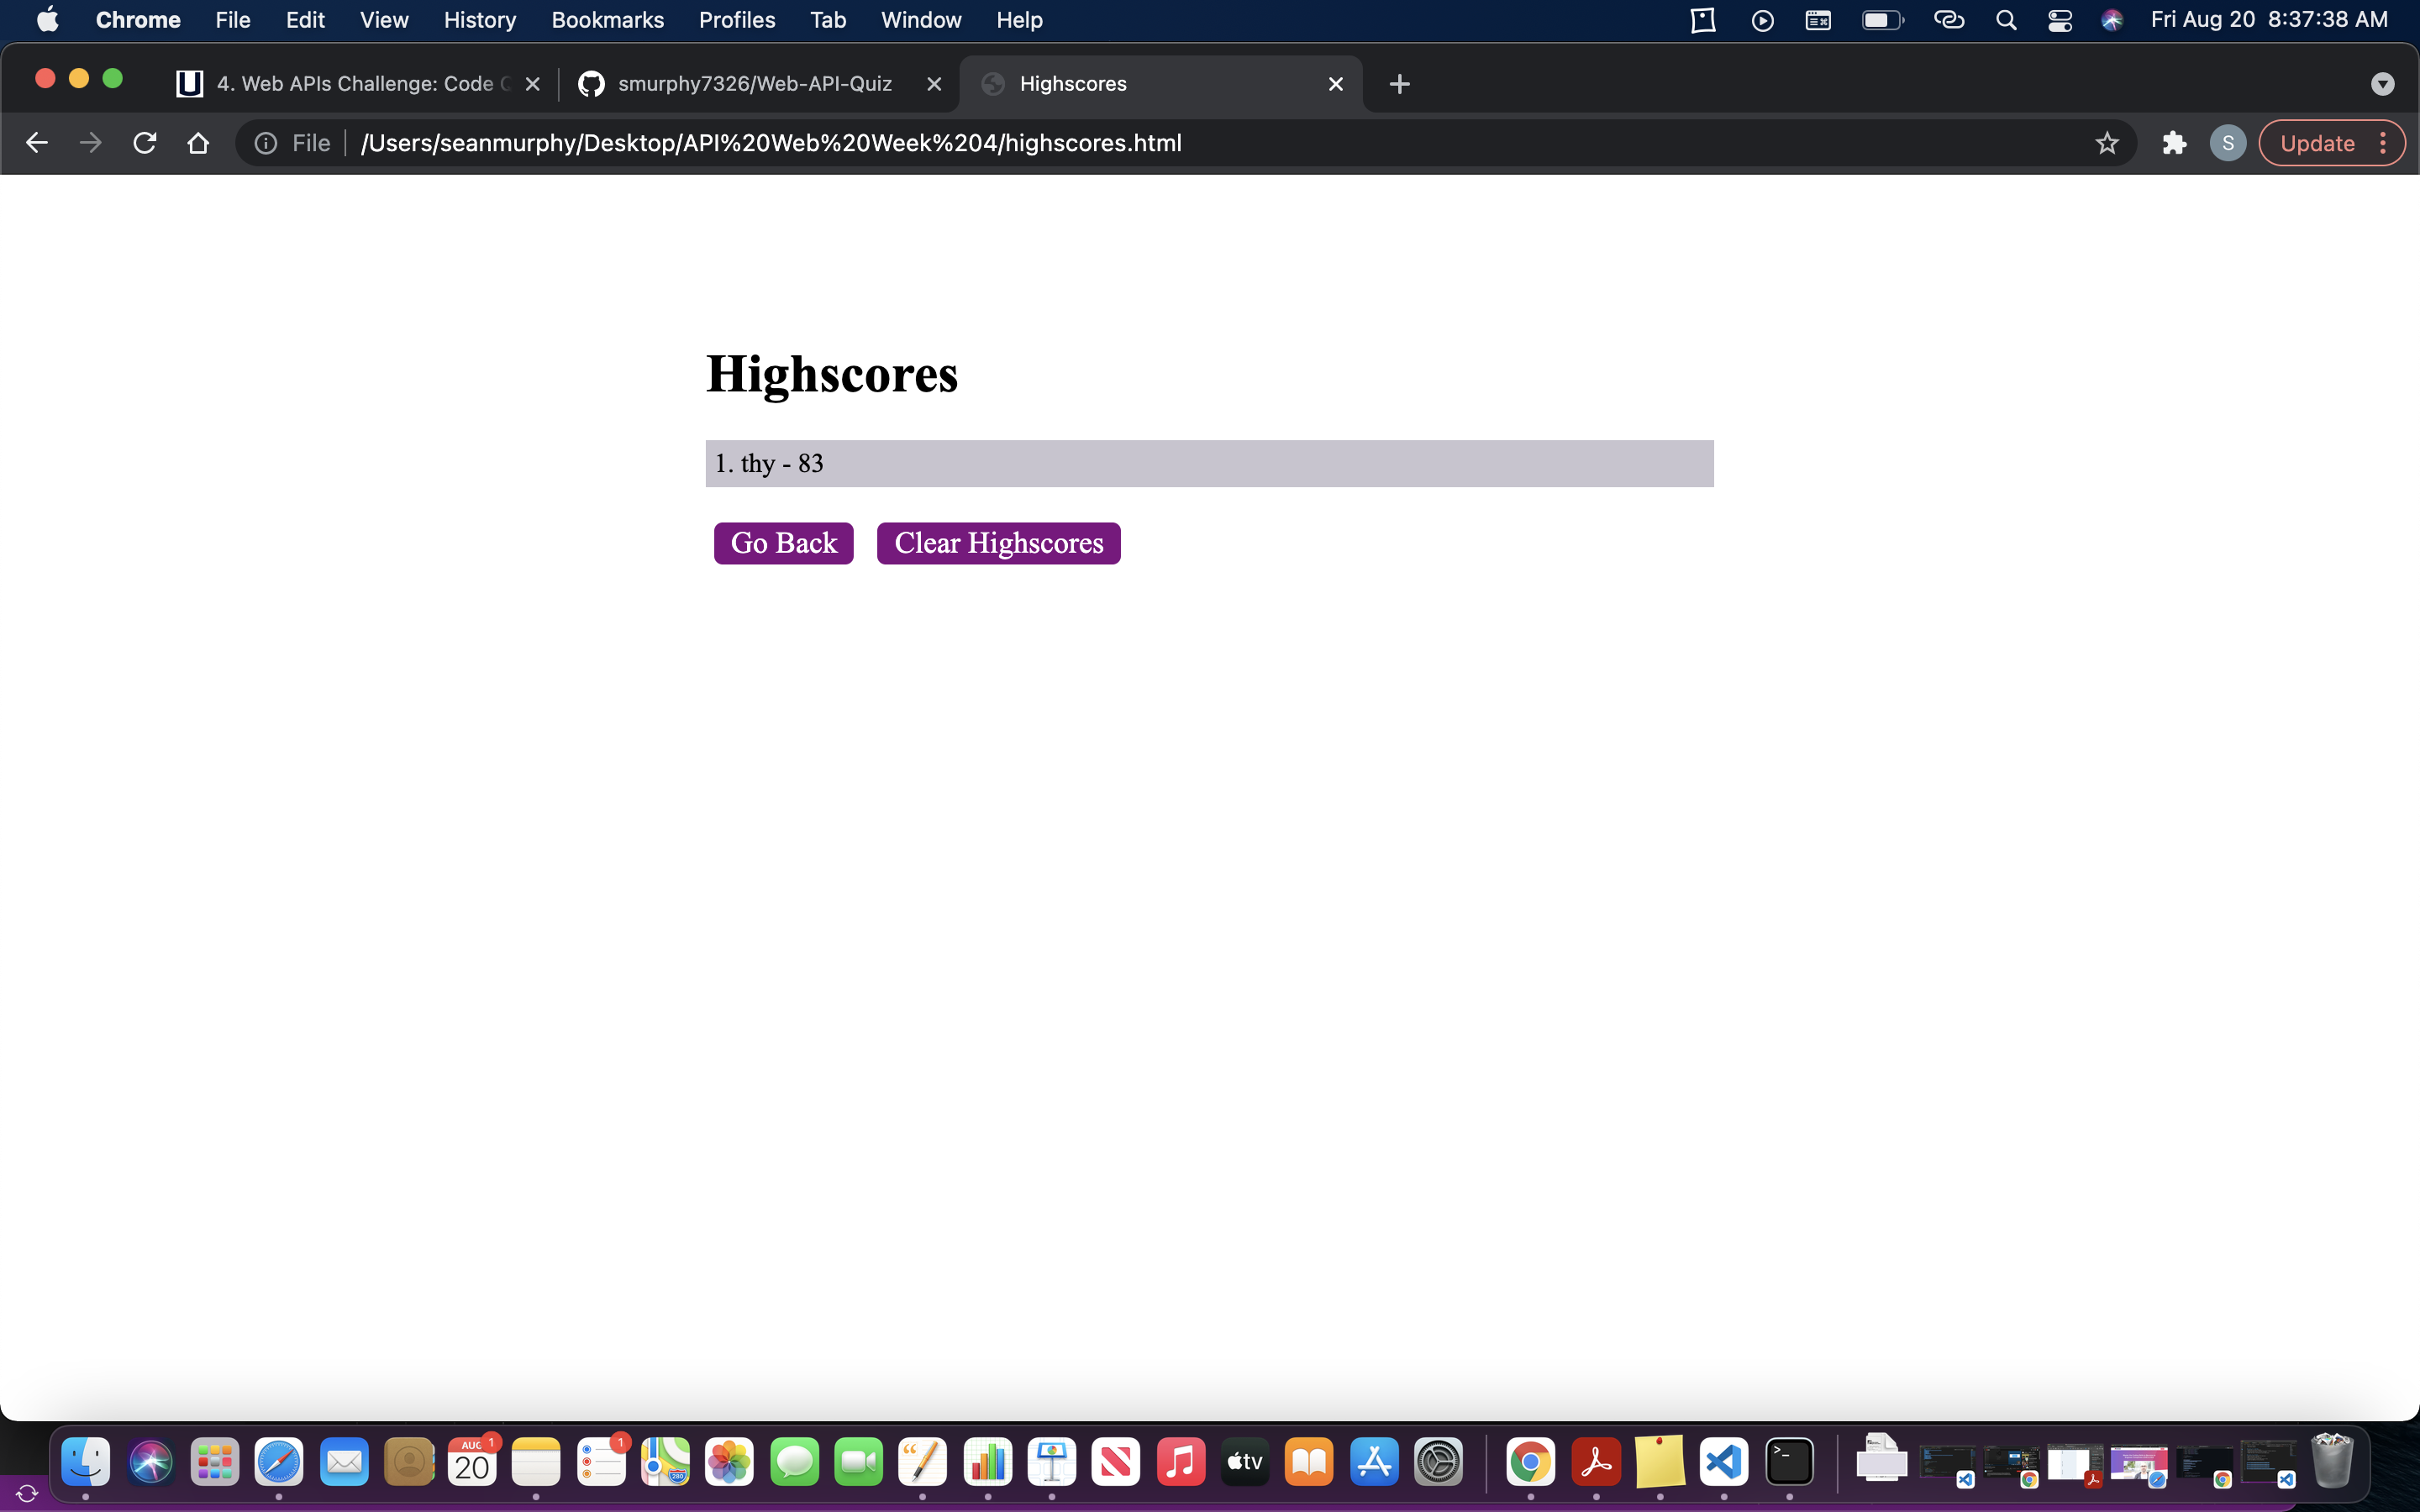 Chrome File Edit View History Bookmarks Profiles Tab Window Help Fri Aug 20 8:37:38 AM
4. Web APIs Challenge: Code smurphy7326/Web-API-Quiz Highscores
File /Users/seanmurphy/Desktop/API%20Web%20Week%204/highscores.html S Update
Highscores
1. thy - 83
Go Back Clear Highscores
AUG 1 20 1 280 tv >_